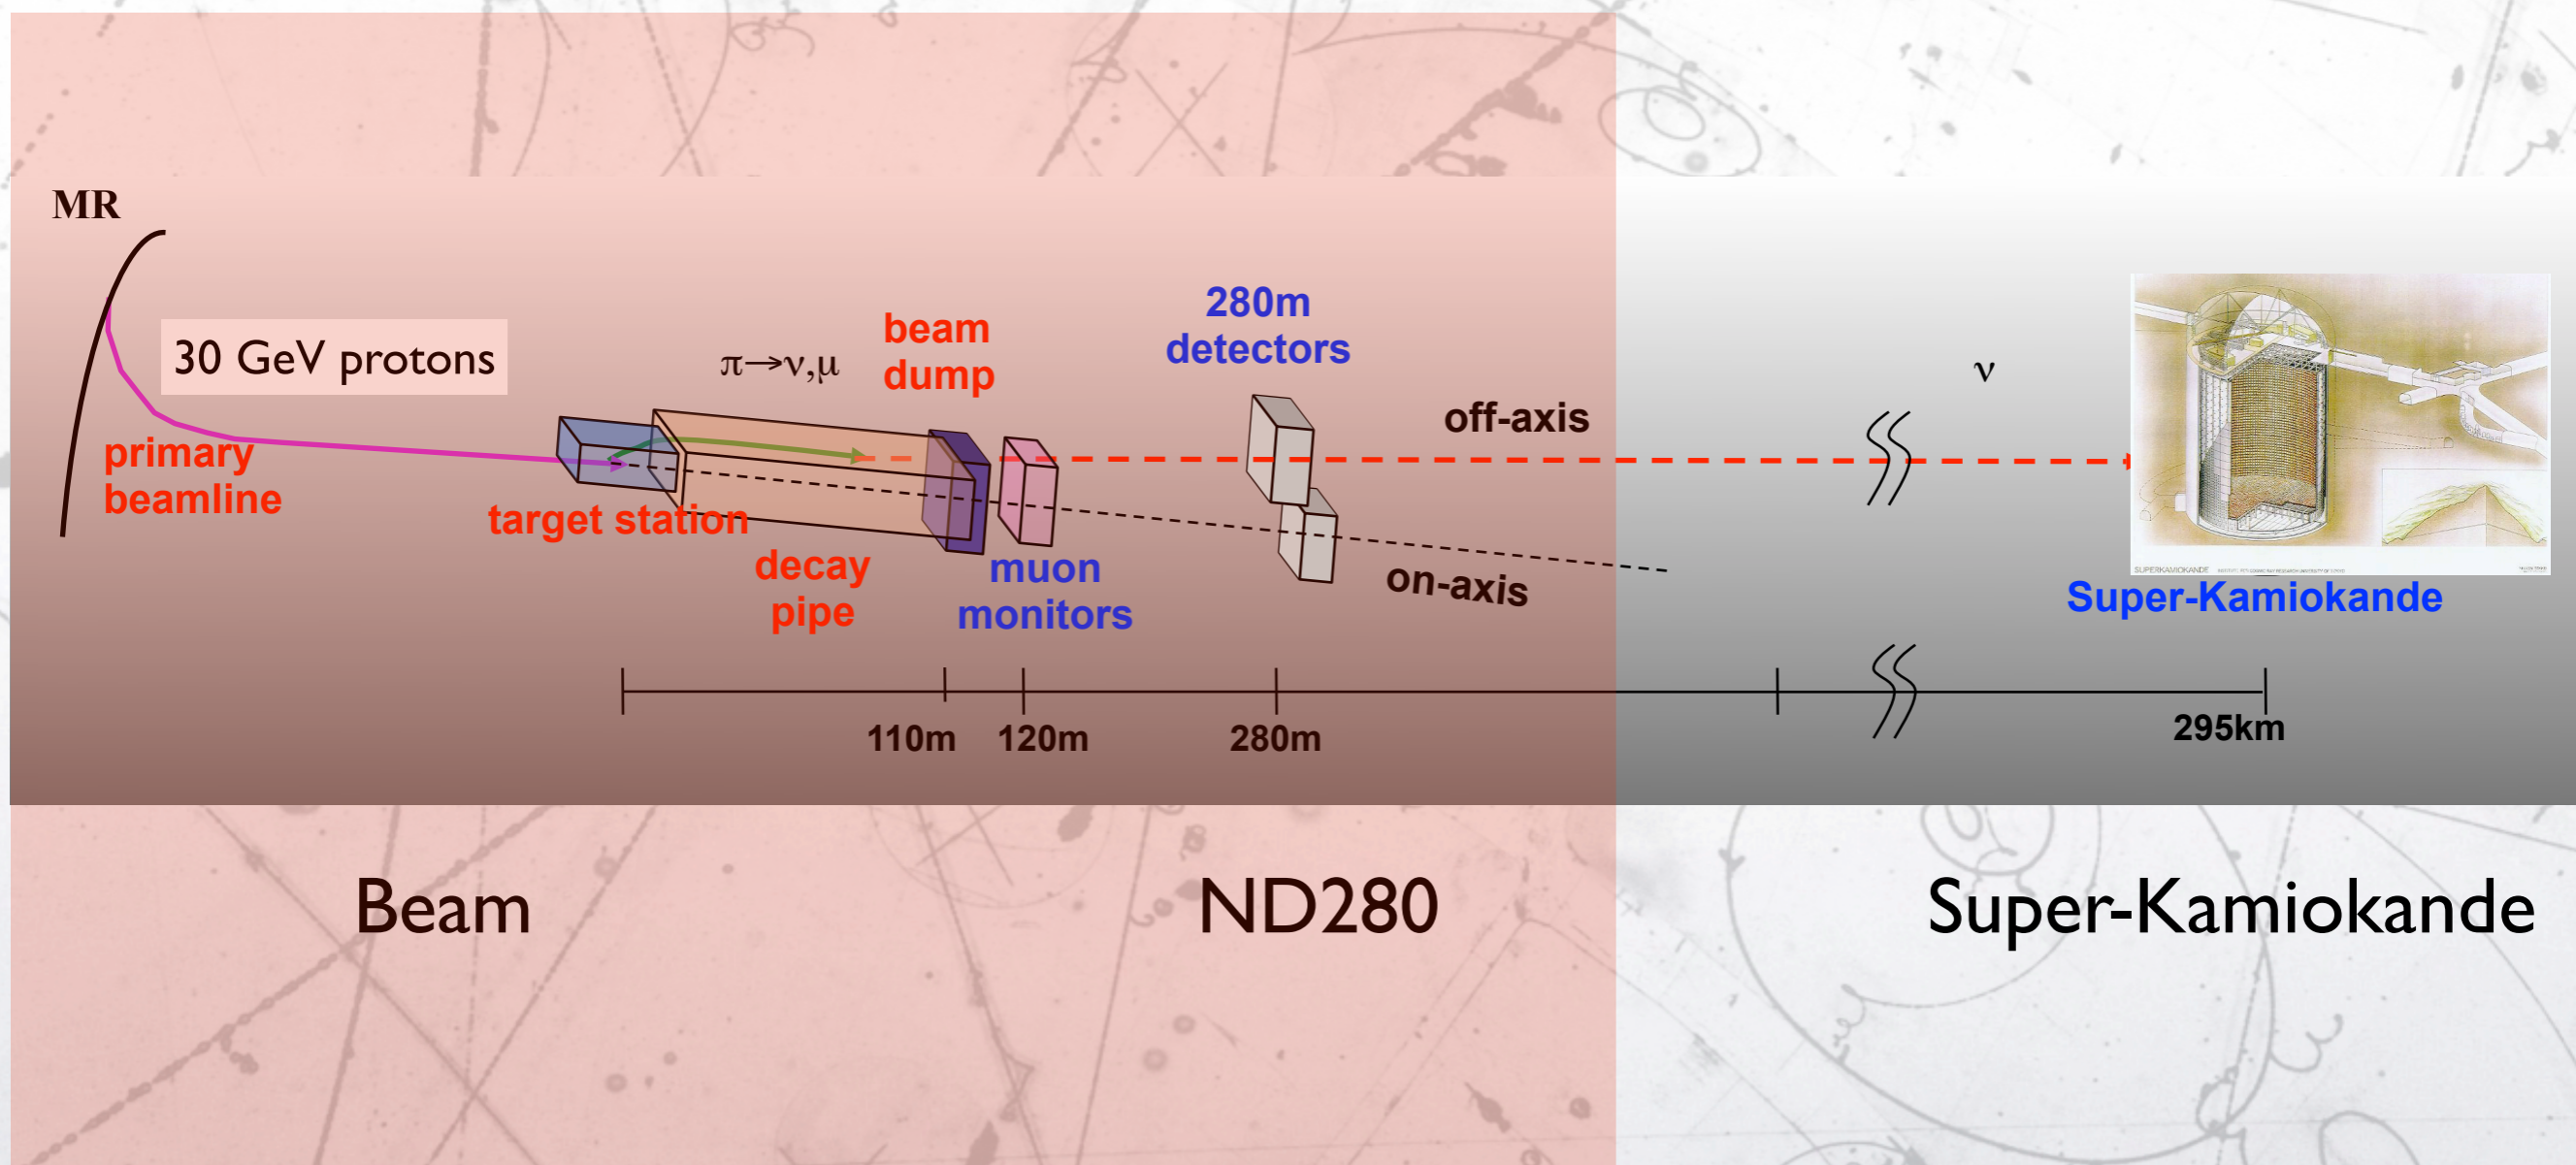 MR
30 GeV protons
primary
beamline
target station
π→ν,μ
beam
dump
decay
pipe
muon
monitors
280m
detectors
off-axis
on-axis
ν
SUPERKAMIOKANDE
Super-Kamiokande
110m
120m
280m
295km
Beam
ND280
Super-Kamiokande